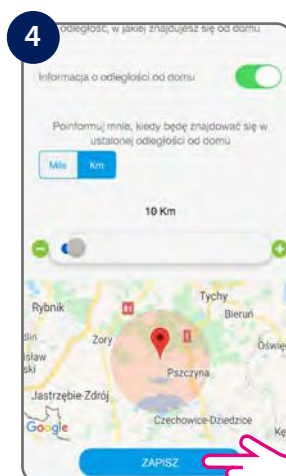 4
odległość, w jakiej znajdujesz się od domu.
Informacja o odległości od domu
Poinformuj mnie, kiedy będę znajdować się w
ustalonej odległości od domu
Mile Km
10 Km
Rybnik
Tychy
Bieruń
Żory
Oświę
Pszczyna
Jastrzębie-Zdrój
Czechowice-Dziedzice
Kę
Google
ZAPISZ